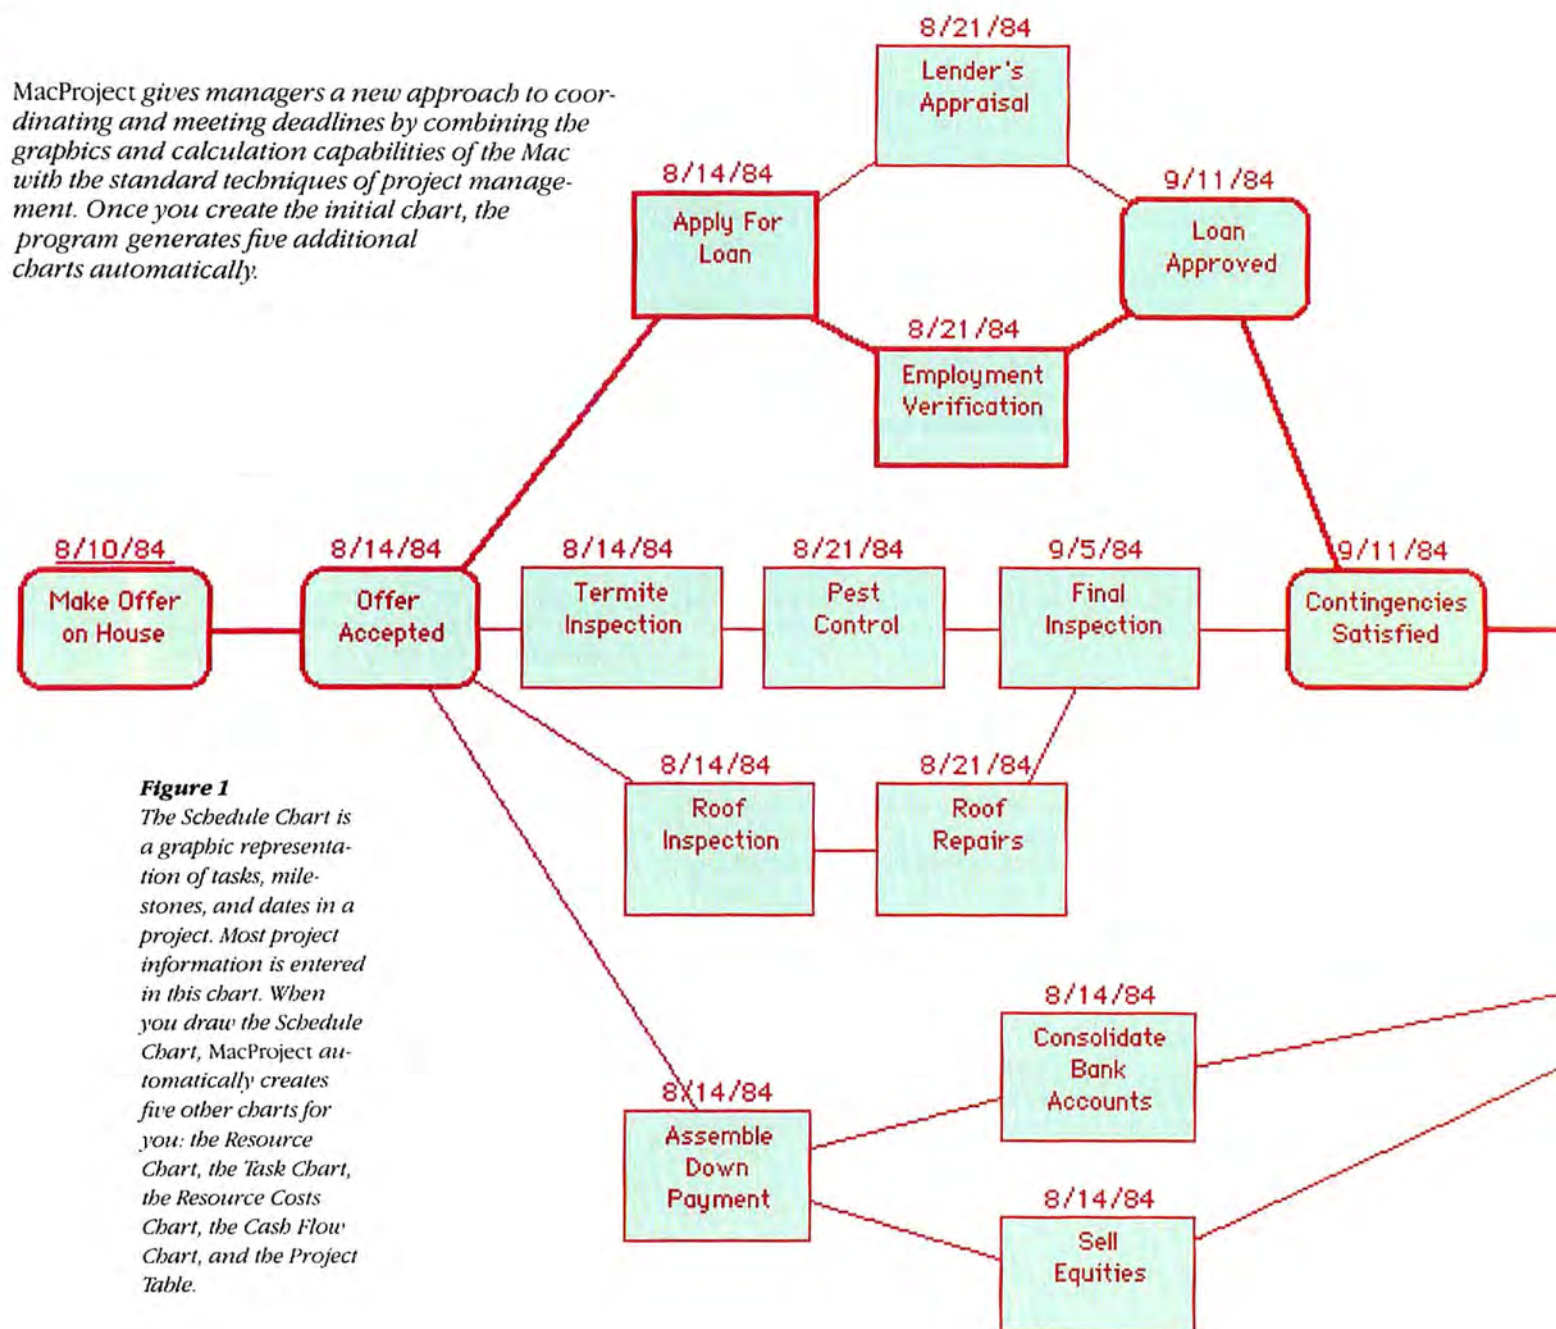 MacProject gives managers a new approach to coor-
dinating and meeting deadlines by combining the
graphics and calculation capabilities of the Mac
with the standard techniques of project manage-
ment. Once you create the initial chart, the
program generates five additional
charts automatically.
8/21/84
Lender's
Appraisal
8/14/84
Apply For
Loan
9/11/84
Loan
Approved
8/21/84
Employment
Verification
8/10/84
Make Offer
on House
8/14/84
Offer
Accepted
8/14/84
Termite
Inspection
8/21/84
Pest
Control
9/5/84
Final
Inspection
9/11/84
Contingencies
Satisfied
8/14/84
Roof
Inspection
8/21/84
Roof
Repairs
Figure 1
The Schedule Chart is
a graphic representa-
tion of tasks, mile-
stones, and dates in a
project. Most project
information is entered
in this chart. When
you draw the Schedule
Chart, MacProject au-
tomatically creates
five other charts for
you: the Resource
Chart, the Task Chart,
the Resource Costs
Chart, the Cash Flow
Chart, and the Project
Table.
8/14/84
Assemble
Down
Payment
8/14/84
Consolidate
Bank
Accounts
8/14/84
Sell
Equities